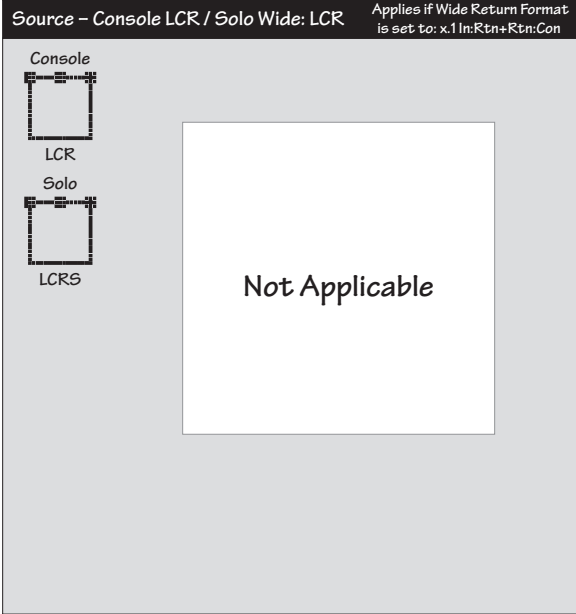 Source – Console LCR / Solo Wide: LCR
Applies if Wide Return Format
is set to: x.1 In:Rtn+Rtn:Con
Console
LCR
Solo
LCRS
Not Applicable